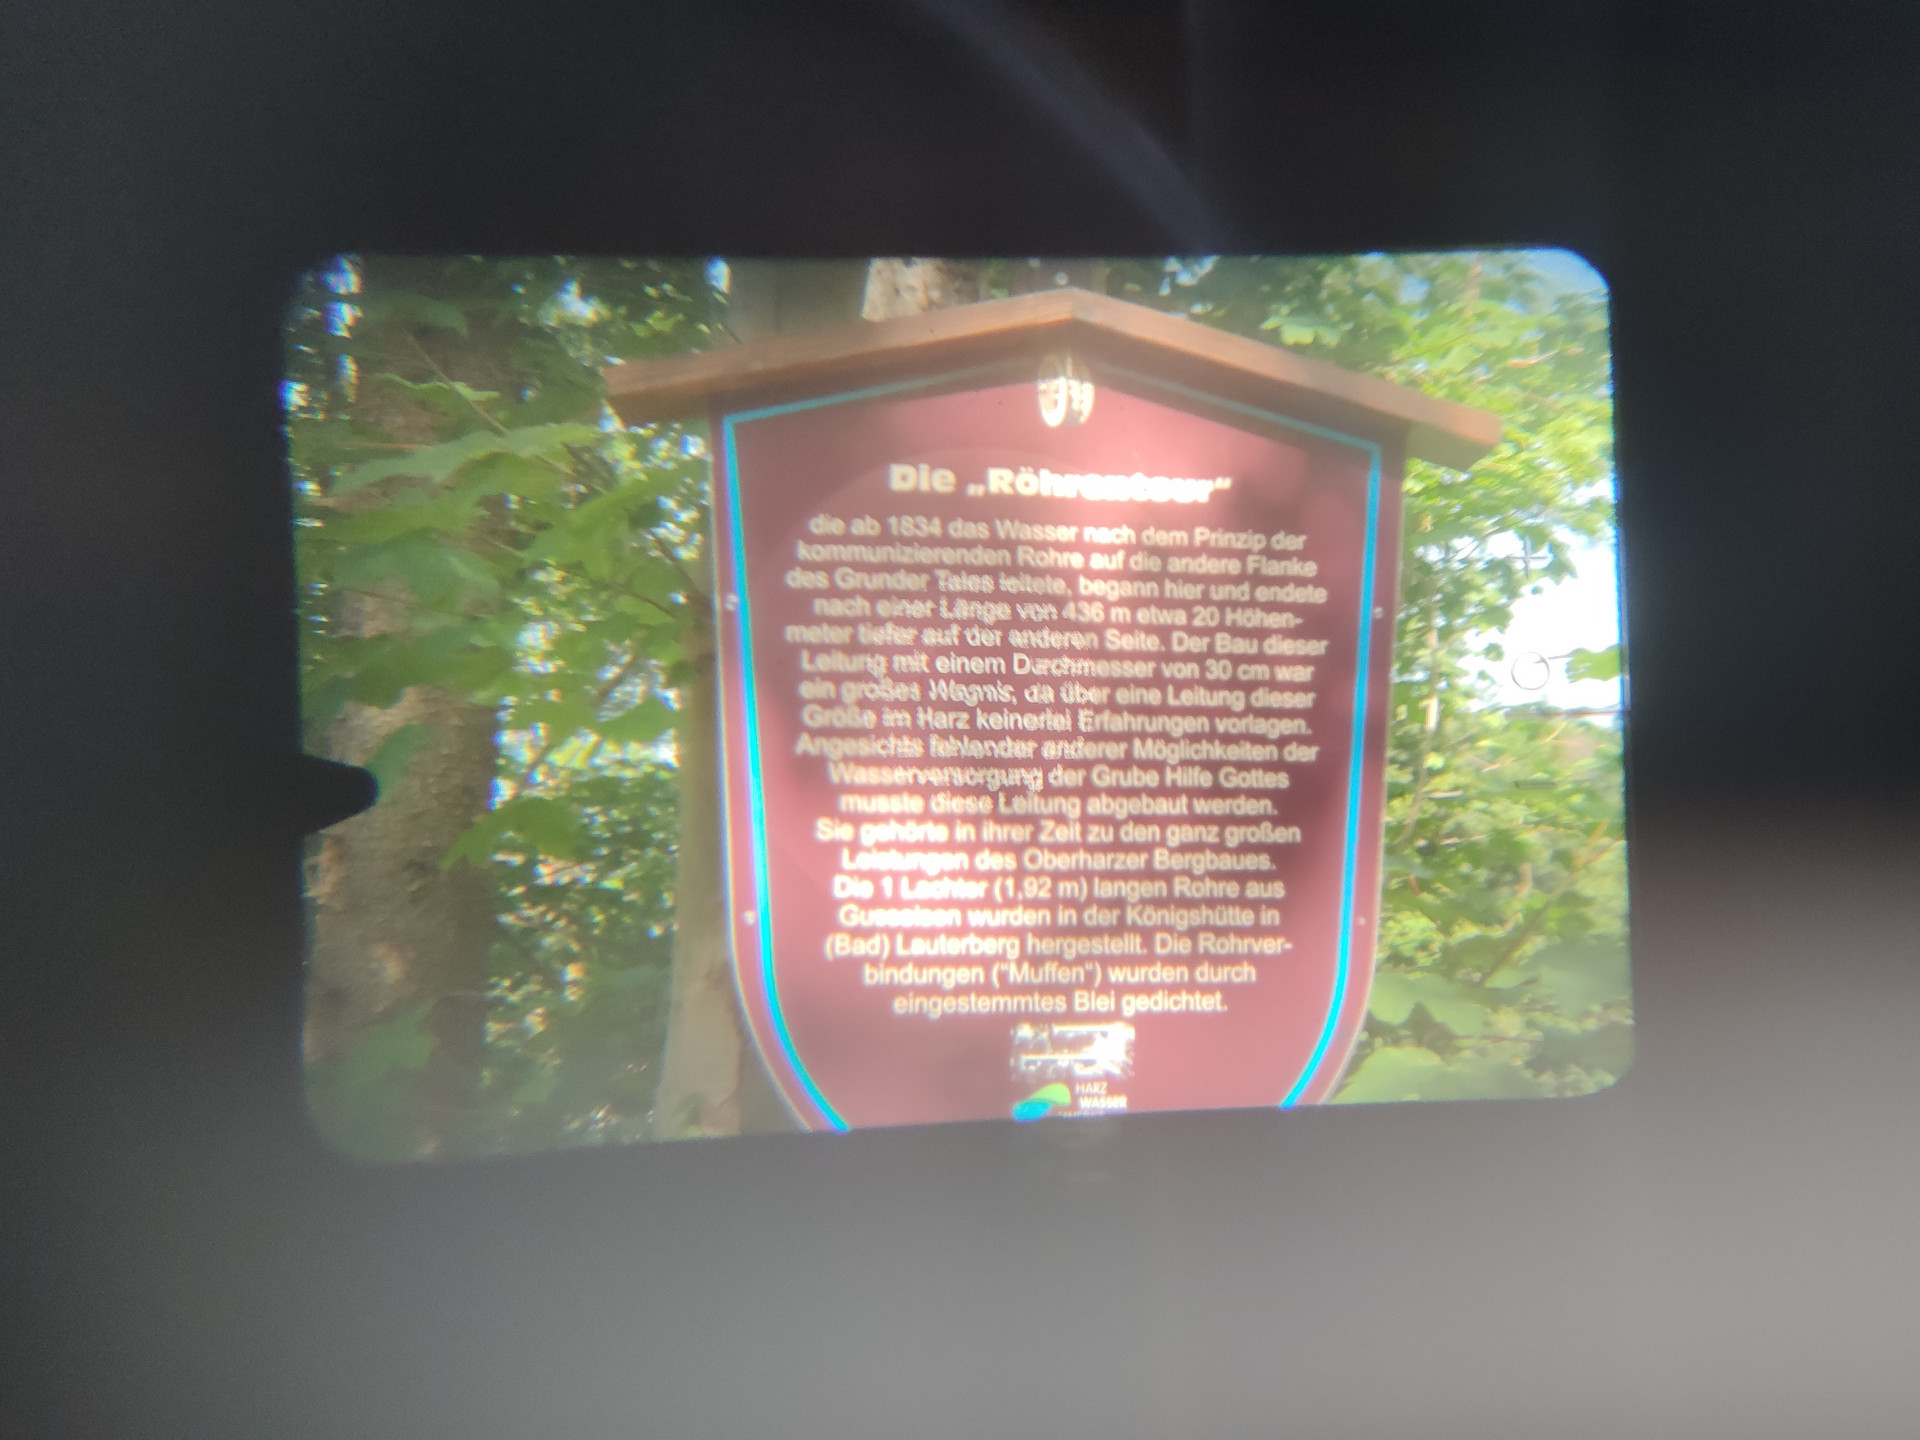 Die „Röhrentour“
die ab 1834 das Wasser nach dem Prinzip der
kommunizierenden Rohre auf die andere Flanke
des Grunder Tales leitete, begann hier und endete
nach einer Länge von 436 m etwa 20 Höhen-
meter tiefer auf der anderen Seite. Der Bau dieser
Leitung mit einem Durchmesser von 30 cm war
ein großes Wagnis, da über eine Leitung dieser
Größe im Harz keinerlei Erfahrungen vorlagen.
Angesichts fehlender anderer Möglichkeiten der
Wasserversorgung der Grube Hilfe Gottes
musste diese Leitung abgebaut werden.
Sie gehörte in ihrer Zeit zu den ganz großen
Leistungen des Oberharzer Bergbaues.
Die 1 Lachter (1,92 m) langen Rohre aus
Gusseisen wurden in der Königshütte in
(Bad) Lauterberg hergestellt. Die Rohrver-
bindungen ("Muffen") wurden durch
eingestemmtes Blei gedichtet.
HARZ
WASSER